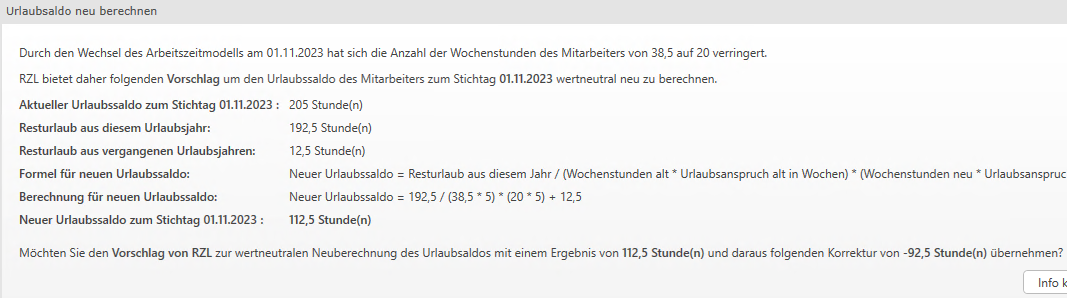 Urlaubsaldo neu berechnen
Durch den Wechsel des Arbeitszeitmodells am 01.11.2023 hat sich die Anzahl der Wochenstunden des Mitarbeiters von 38,5 auf 20 verringert.
RZL bietet daher folgenden Vorschlag um den Urlaubssaldo des Mitarbeiters zum Stichtag 01.11.2023 wertneutral neu zu berechnen.
Aktueller Urlaubssaldo zum Stichtag 01.11.2023 : 205 Stunde(n)
Resturlaub aus diesem Urlaubsjahr: 192,5 Stunde(n)
Resturlaub aus vergangenen Urlaubsjahren: 12,5 Stunde(n)
Formel für neuen Urlaubssaldo: Neuer Urlaubssaldo = Resturlaub aus diesem Jahr / (Wochenstunden alt * Urlaubsanspruch alt in Wochen) * (Wochenstunden neu * Urlaubsanspruc
Berechnung für neuen Urlaubssaldo: Neuer Urlaubssaldo = 192,5 / (38,5 * 5) * (20 * 5) + 12,5
Neuer Urlaubssaldo zum Stichtag 01.11.2023 : 112,5 Stunde(n)
Möchten Sie den Vorschlag von RZL zur wertneutralen Neuberechnung des Urlaubsaldos mit einem Ergebnis von 112,5 Stunde(n) und daraus folgenden Korrektur von -92,5 Stunde(n) übernehmen?
Info k